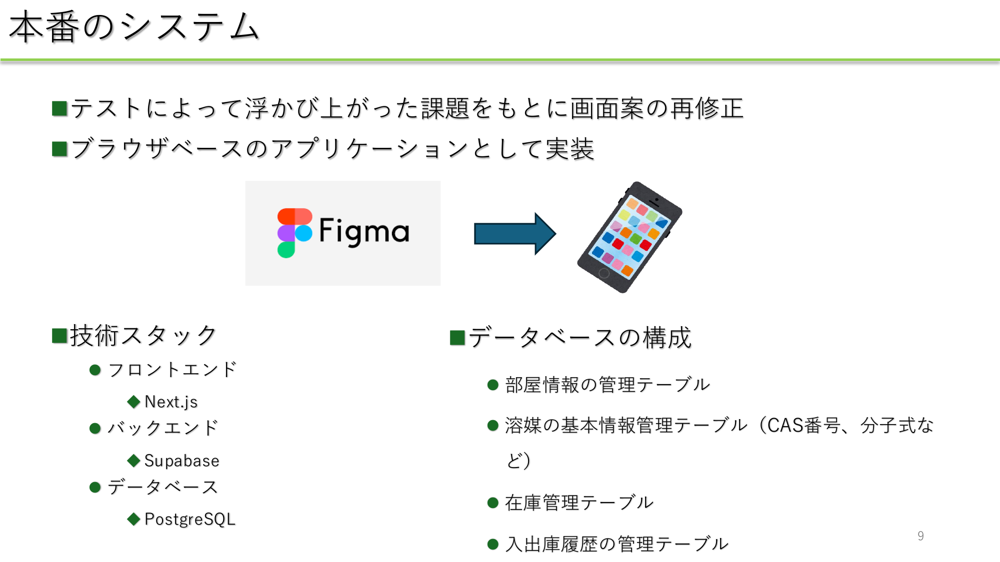 本番のシステム
■テストによって浮かび上がった課題をもとに画面案の再修正
■ブラウザベースのアプリケーションとして実装
Figma
■技術スタック
● フロントエンド
◆ Next.js
● バックエンド
◆ Supabase
● データベース
◆ PostgreSQL
■データベースの構成
● 部屋情報の管理テーブル
● 溶媒の基本情報管理テーブル（CAS番号、分子式な
ど）
● 在庫管理テーブル
● 入出庫履歴の管理テーブル
9